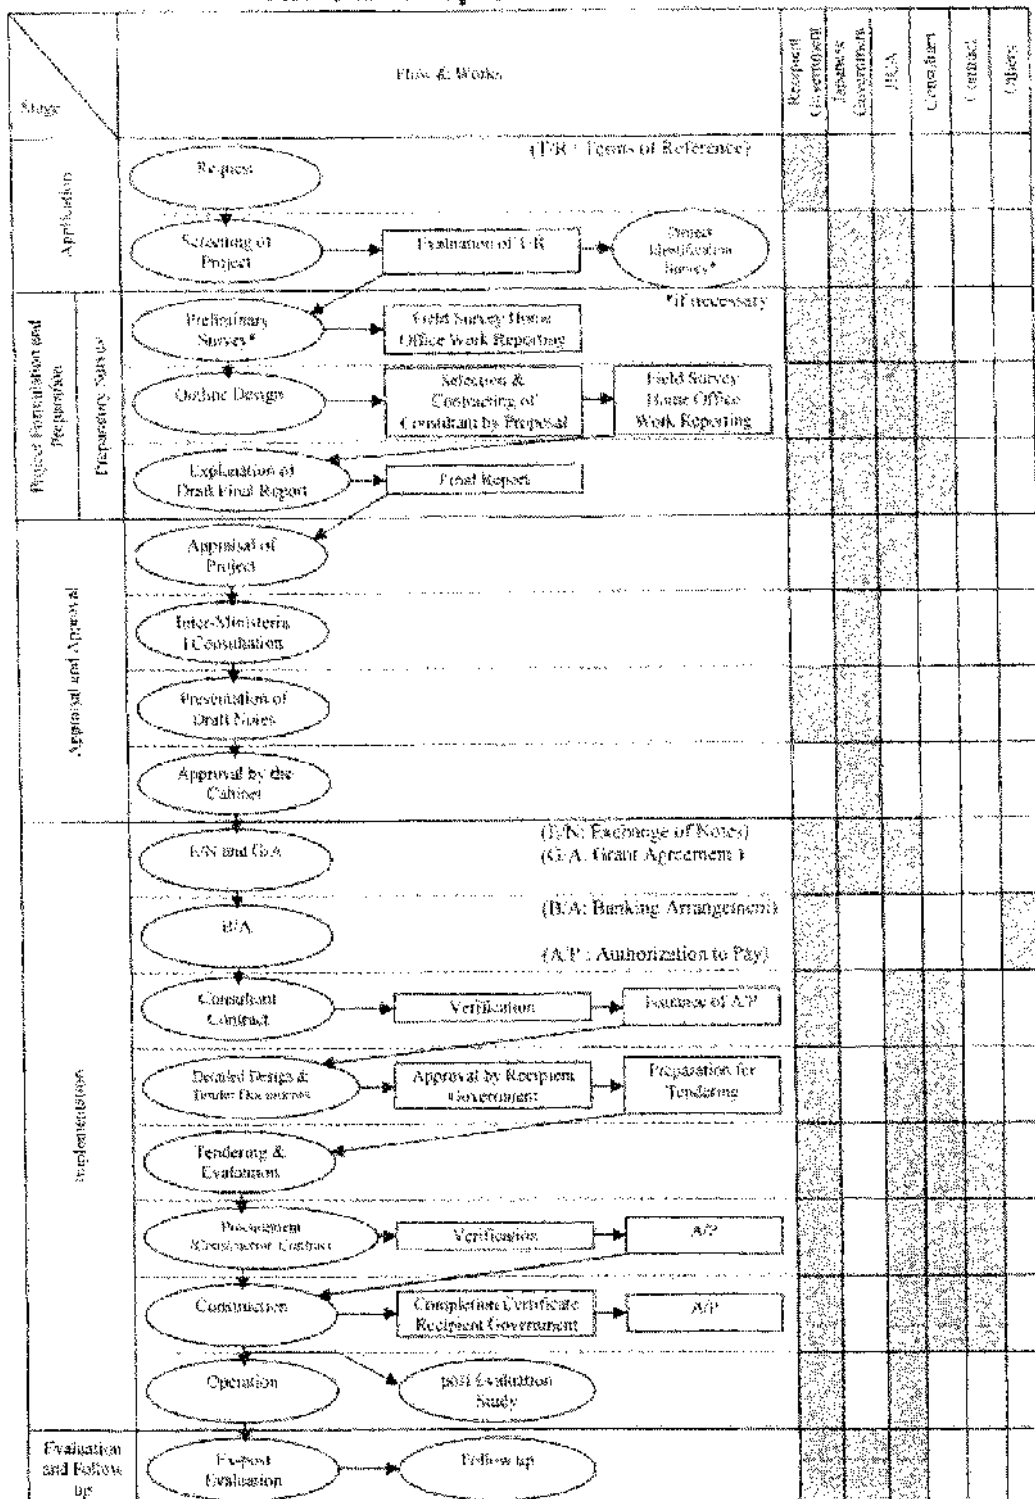 Flow & Works
Stage
Recipient Government
Japanese Government
JICA
Consultant
Contract
Others
Application
(T/R : Terms of Reference)
Request
Screening of
Project
Evaluation of T/R
Project
Identification
Survey*
*if necessary
Project Formulation and
Preparation
Preparatory Survey
Preliminary
Survey*
Field Survey Home
Office Work Reporting
Outline Design
Selection &
Contracting of
Consultant by Proposal
Field Survey
Home Office
Work Reporting
Explanation of
Draft Final Report
Final Report
Appraisal and Approval
Appraisal of
Project
Inter-Ministeria
l Consultation
Presentation of
Draft Notes
Approval by the
Cabinet
Implementation
E/N and G/A
(E/N: Exchange of Notes)
(G/A: Grant Agreement )
B/A
(B/A: Banking Arrangement)
(A/P : Authorization to Pay)
Consultant
Contract
Verification
Issuance of A/P
Detailed Design &
Tender Documents
Approval by Recipient
Government
Preparation for
Tendering
Tendering &
Evaluation
Procurement
/Construction Contract
Verification
A/P
Construction
Completion Certificate
Recipient Government
A/P
Operation
post Evaluation
Study
Evaluation
and Follow
up
Ex-post
Evaluation
Follow up